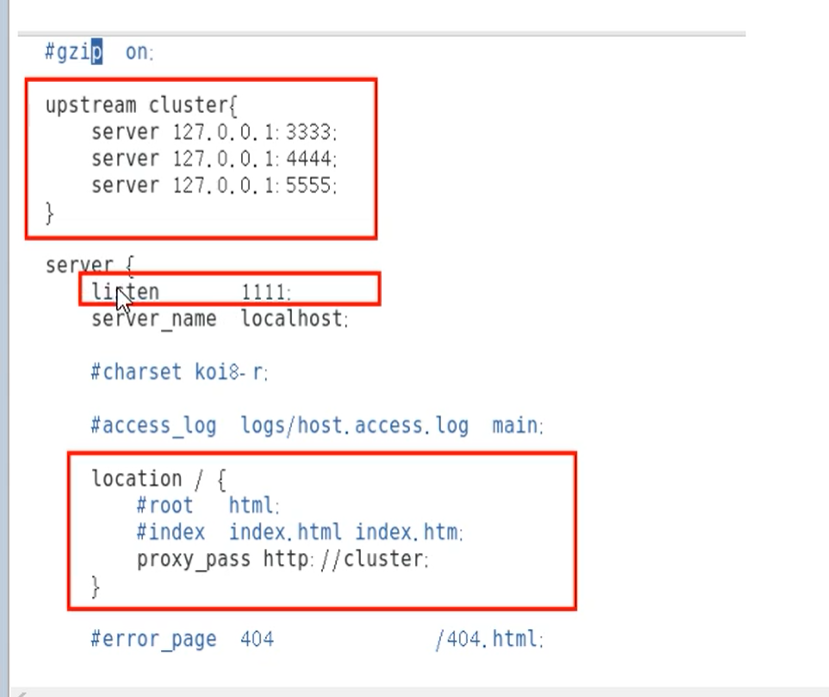 #gzip  on;
upstream cluster{
server 127.0.0.1:3333;
server 127.0.0.1:4444;
server 127.0.0.1:5555;
}
server {
listen       1111;
server_name  localhost;
#charset koi8-r;
#access_log  logs/host.access.log  main;
location / {
#root   html;
#index  index.html index.htm;
proxy_pass http://cluster;
}
#error_page  404              /404.html;